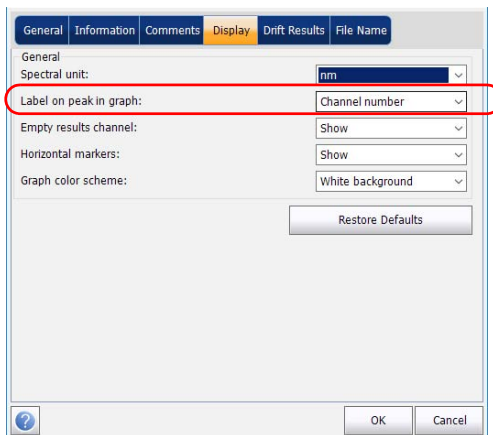 General Information Comments Display Drift Results File Name
General
Spectral unit: nm
Label on peak in graph: Channel number
Empty results channel: Show
Horizontal markers: Show
Graph color scheme: White background
Restore Defaults
? OK Cancel